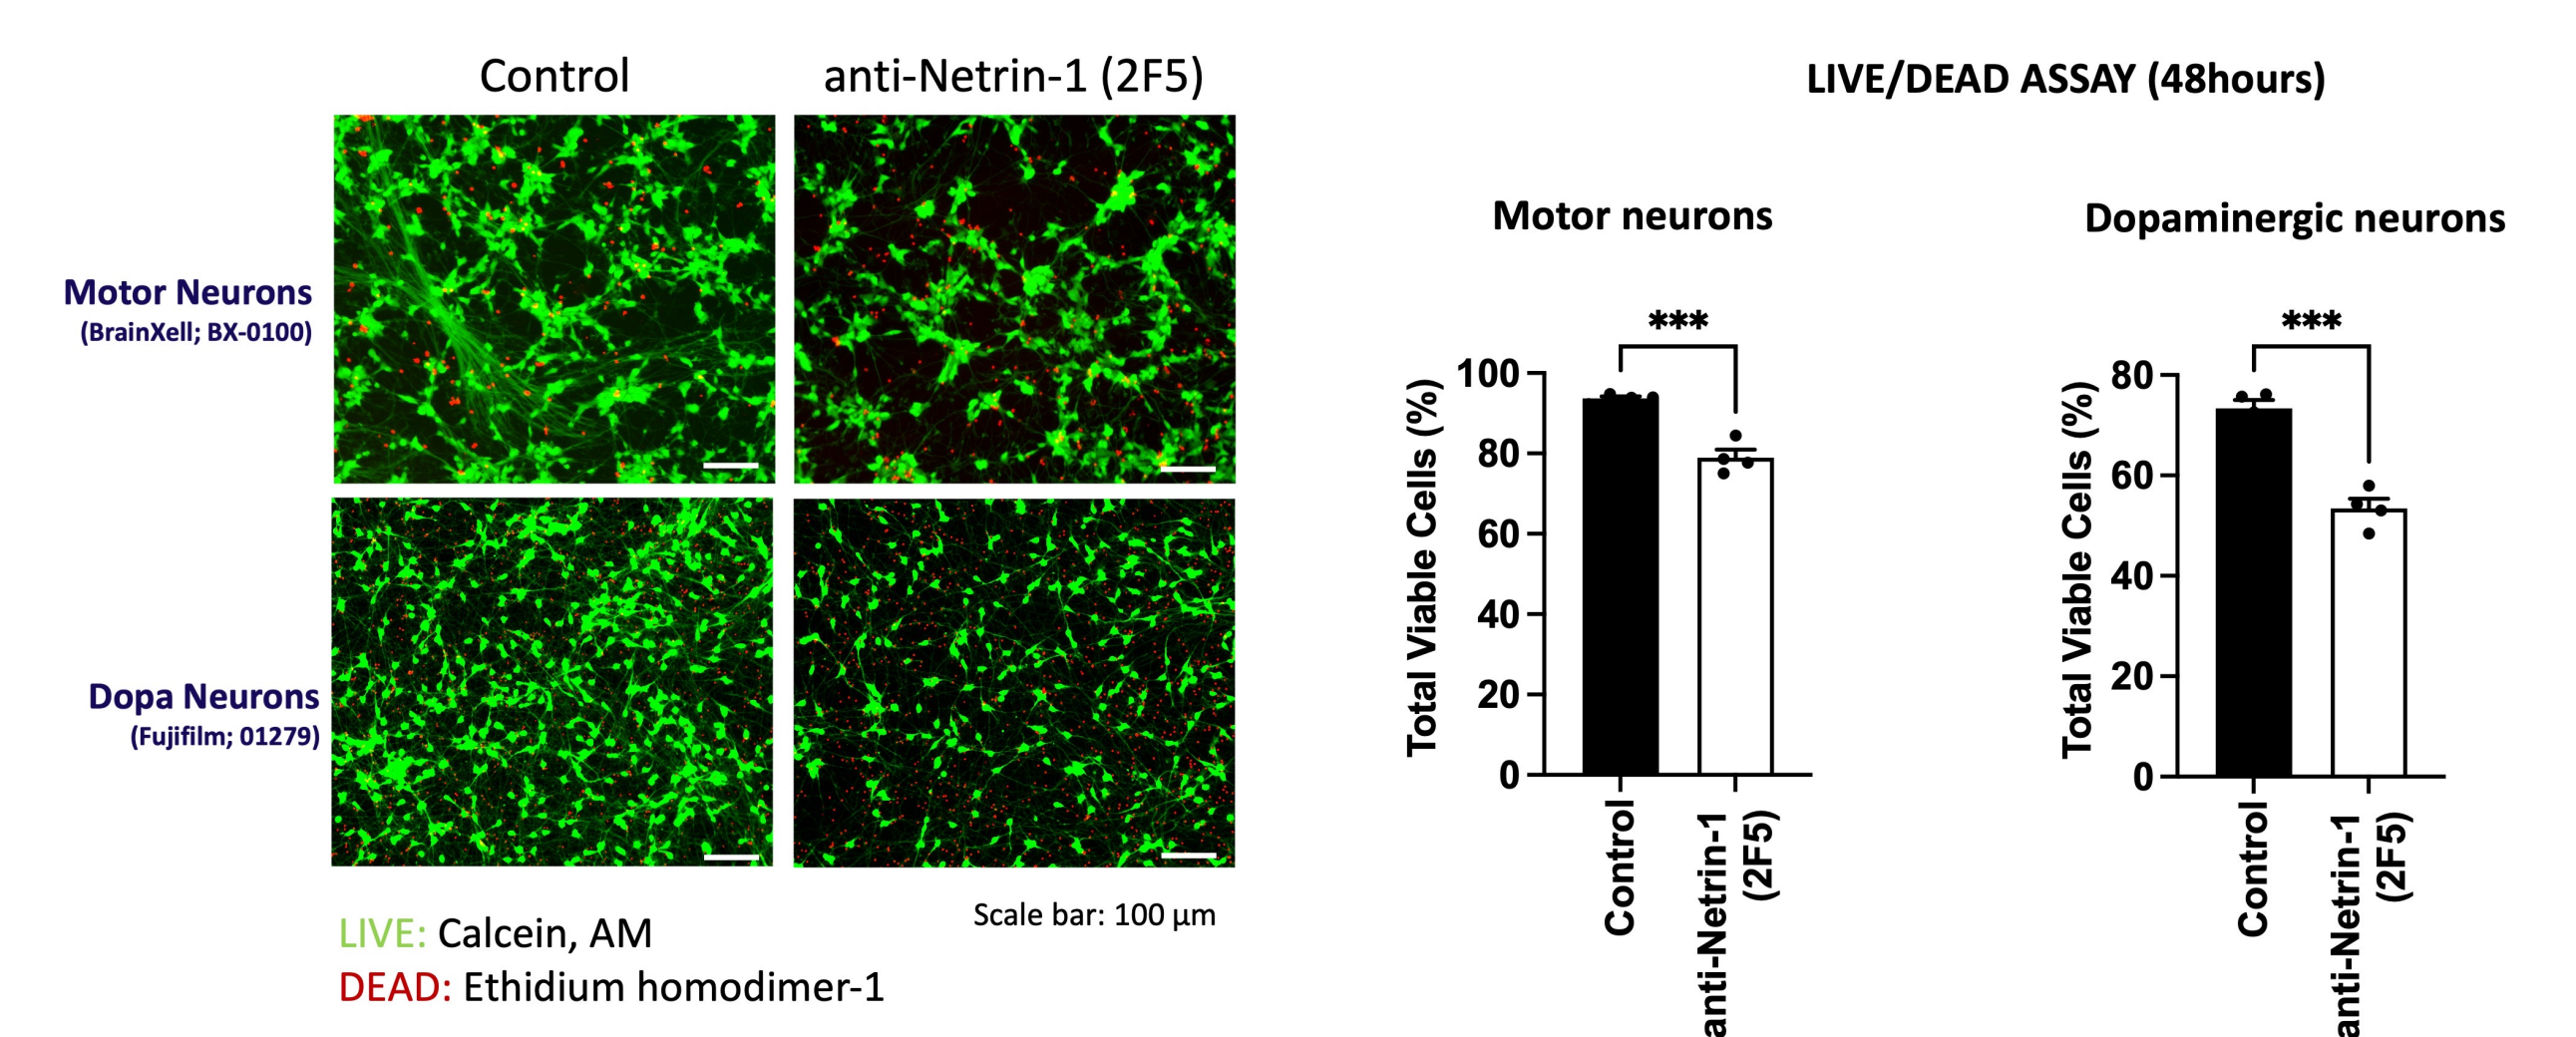 Control
anti-Netrin-1 (2F5)
LIVE/DEAD ASSAY (48hours)
Motor Neurons
(BrainXell; BX-0100)
Dopa Neurons
(Fujifilm; 01279)
LIVE: Calcein, AM
DEAD: Ethidium homodimer-1
Scale bar: 100 µm
Motor neurons
***
Total Viable Cells (%)
100
80
60
40
20
0
Control
anti-Netrin-1
(2F5)
Dopaminergic neurons
***
Total Viable Cells (%)
80
60
40
20
0
Control
anti-Netrin-1
(2F5)